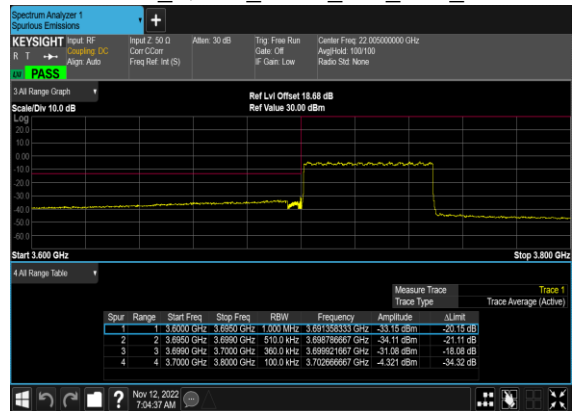 Spectrum Analyzer 1
Spurious Emissions
+
KEYSIGHT Input: RF Input Z: 50 Ω Atten: 30 dB Trig: Free Run Center Freq: 22.005000000 GHz
R T Coupling: DC Corr CCorr Gate: Off Avg|Hold: 100/100
Align: Auto Freq Ref: Int (S) IF Gain: Low Radio Std: None
PASS
3 All Range Graph
Ref Lvl Offset 18.68 dB
Scale/Div 10.0 dB Ref Value 30.00 dBm
Log
20.0
10.0
0.00
-10.0
-20.0
-30.0
-40.0
-50.0
-60.0
Start 3.600 GHz Stop 3.800 GHz
4 All Range Table
Measure Trace Trace 1
Trace Type Trace Average (Active)
Spur Range Start Freq Stop Freq RBW Frequency Amplitude ΔLimit
1 1 3.6000 GHz 3.6950 GHz 1.000 MHz 3.691358333 GHz -33.15 dBm -20.15 dB
2 2 3.6950 GHz 3.6990 GHz 510.0 kHz 3.698786667 GHz -34.11 dBm -21.11 dB
3 3 3.6990 GHz 3.7000 GHz 360.0 kHz 3.699921667 GHz -31.08 dBm -18.08 dB
4 4 3.7000 GHz 3.8000 GHz 100.0 kHz 3.702666667 GHz -4.321 dBm -34.32 dB
? Nov 12, 2022
7:04:37 AM